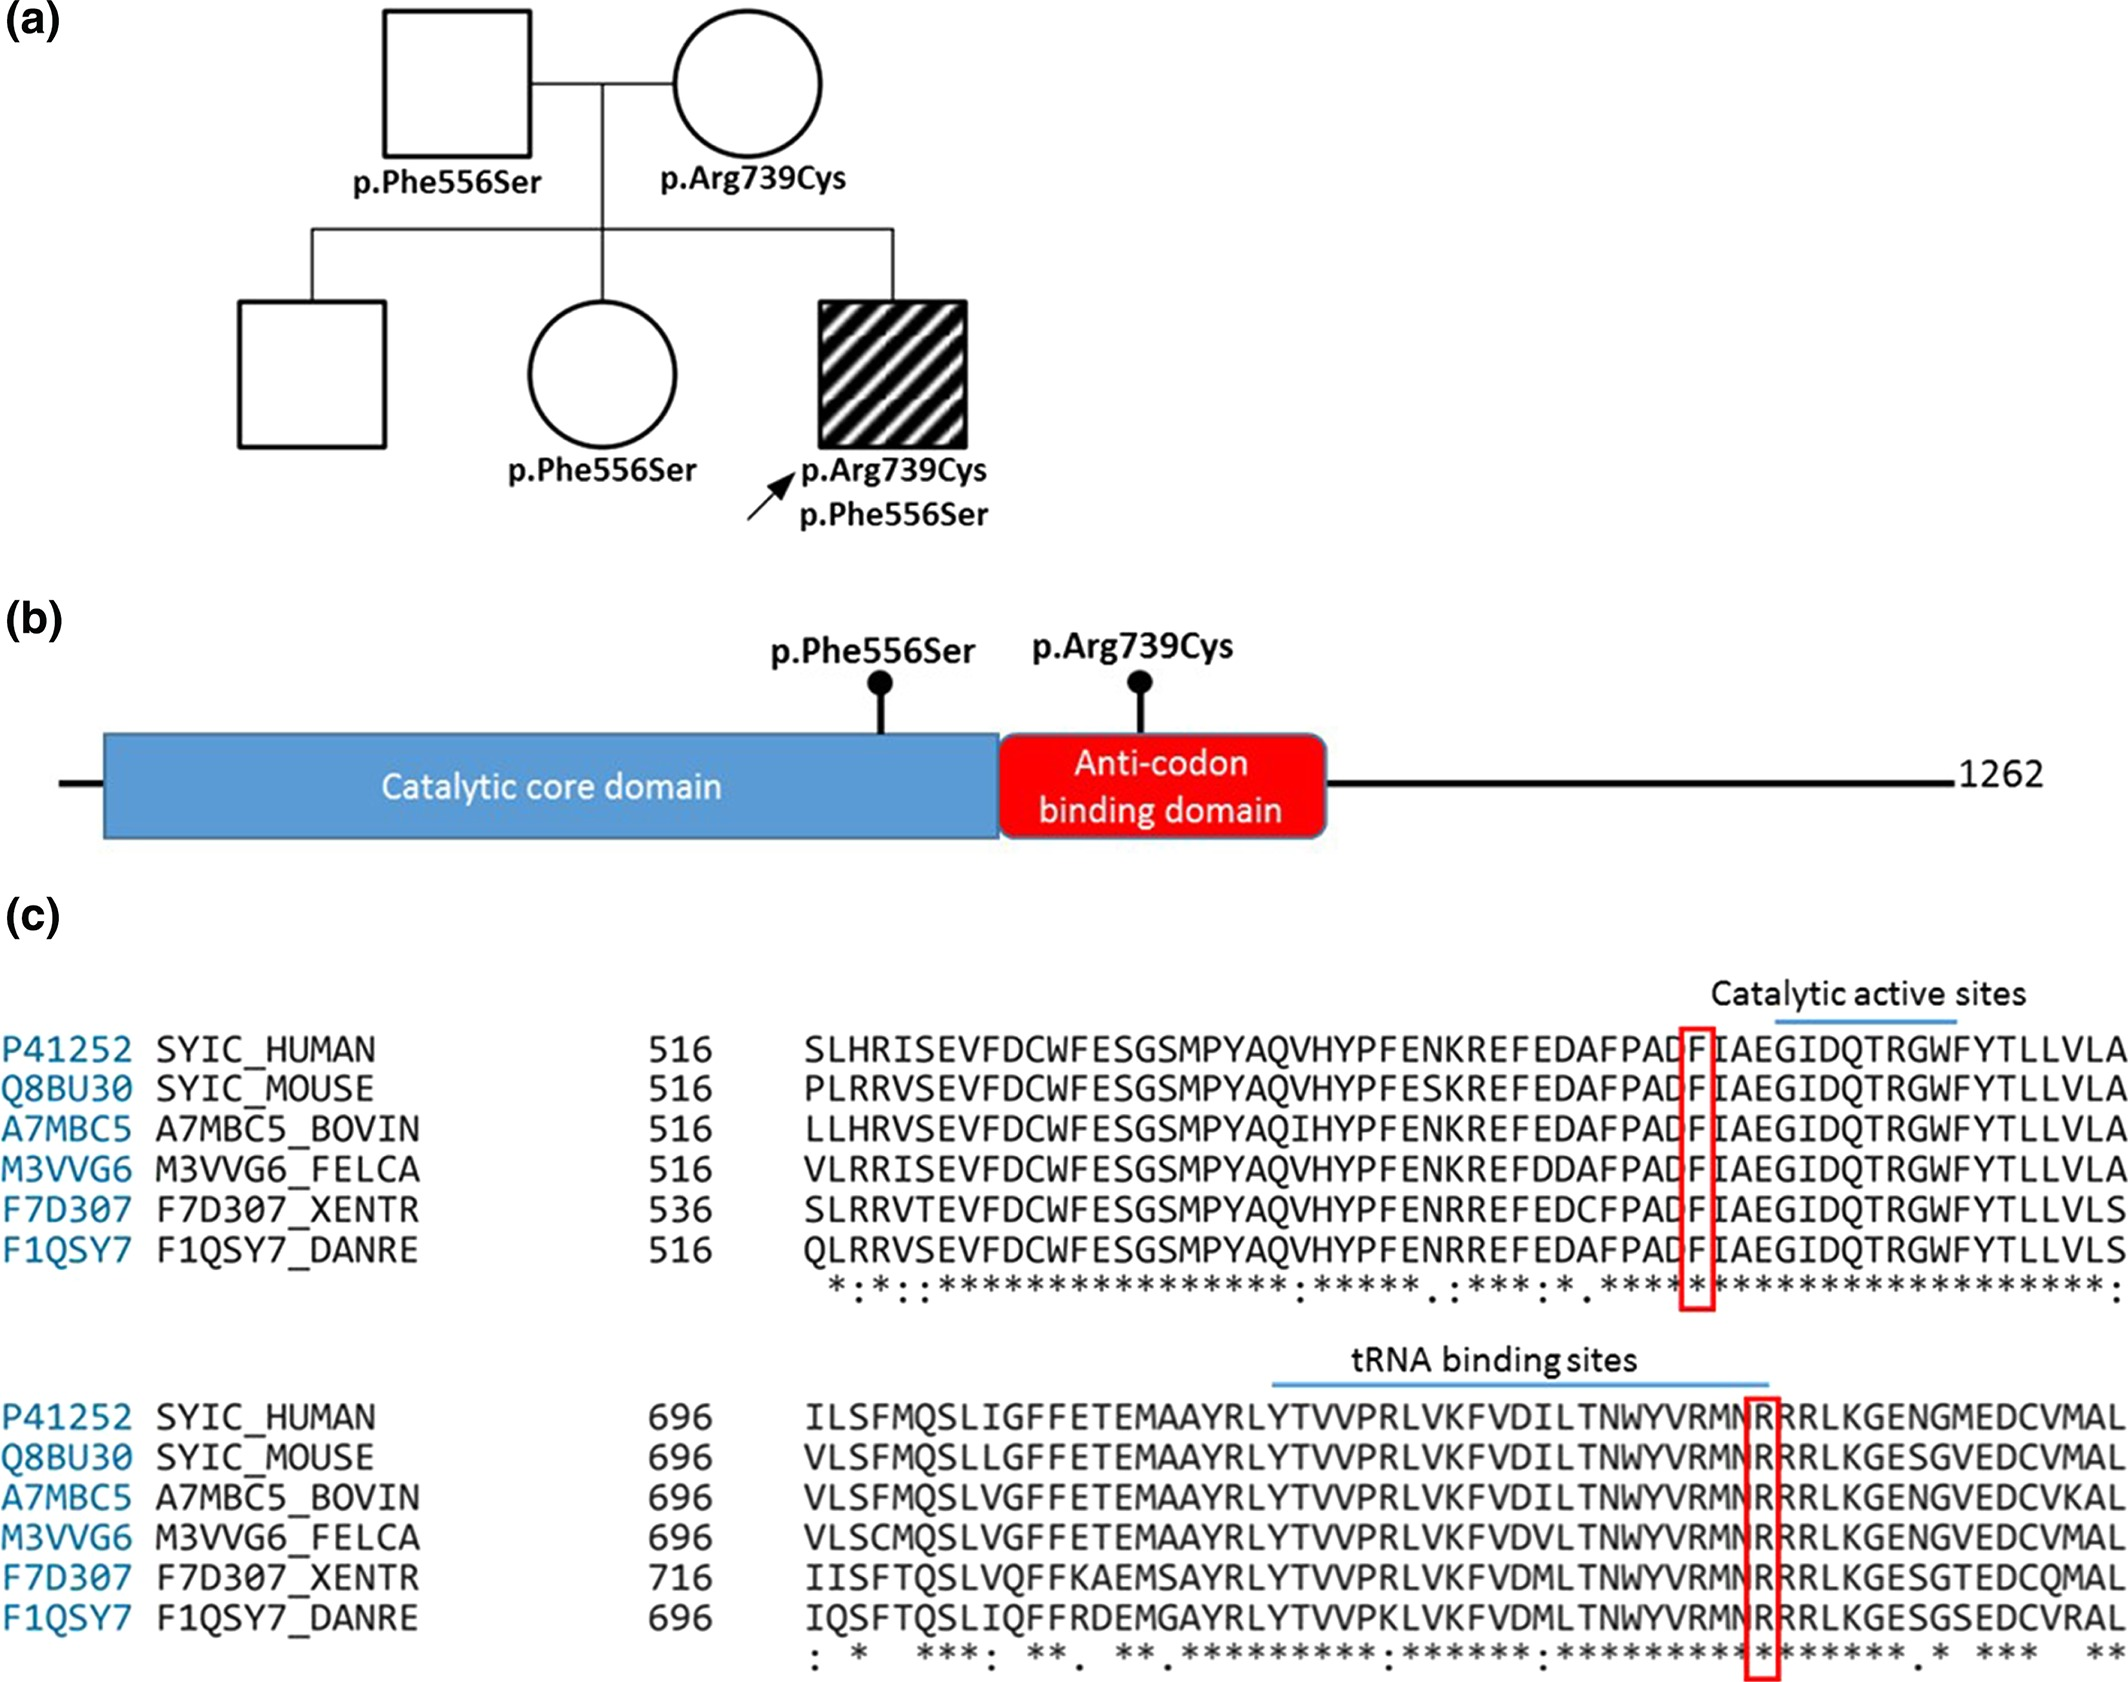 (a)
p.Phe556Ser
p.Arg739Cys
p.Phe556Ser
p.Arg739Cys
p.Phe556Ser
(b)
p.Phe556Ser
p.Arg739Cys
Catalytic core domain
Anti-codon
binding domain
1262
(c)
Catalytic active sites
P41252 SYIC_HUMAN 516 SLHRISEVFDCWFESGSMPYAQVHYPFENKREFEDAFPADFIAEGIDQTRGWFYTLLVLA
Q8BU30 SYIC_MOUSE 516 PLRRVSEVFDCWFESGSMPYAQVHYPFESKREFEDAFPADFIAEGIDQTRGWFYTLLVLA
A7MBC5 A7MBC5_BOVIN 516 LLHRVSEVFDCWFESGSMPYAQIHYPFENKREFEDAFPADFIAEGIDQTRGWFYTLLVLA
M3VVG6 M3VVG6_FELCA 516 VLRRISEVFDCWFESGSMPYAQVHYPFENKREFDDAFPADFIAEGIDQTRGWFYTLLVLA
F7D307 F7D307_XENTR 536 SLRRVTEVFDCWFESGSMPYAQVHYPFENRREFEDCFPADFIAEGIDQTRGWFYTLLVLS
F1QSY7 F1QSY7_DANRE 516 QLRRVSEVFDCWFESGSMPYAQVHYPFENRREFEDAFPADFIAEGIDQTRGWFYTLLVLS
*:*::****************:*****.:***:*.***********************:
tRNA binding sites
P41252 SYIC_HUMAN 696 ILSFMQSLIGFFETEMAAYRLYTVVPRLVKFVDILTNWYVRMNRRRLKGENGMEDCVMAL
Q8BU30 SYIC_MOUSE 696 VLSFMQSLLGFFETEMAAYRLYTVVPRLVKFVDILTNWYVRMNRRRLKGESGVEDCVMAL
A7MBC5 A7MBC5_BOVIN 696 VLSFMQSLVGFFETEMAAYRLYTVVPRLVKFVDILTNWYVRMNRRRLKGENGVEDCVKAL
M3VVG6 M3VVG6_FELCA 696 VLSCMQSLVGFFETEMAAYRLYTVVPRLVKFVDVLTNWYVRMNRRRLKGENGVEDCVMAL
F7D307 F7D307_XENTR 716 IISFTQSLVQFFKAEMSAYRLYTVVPRLVKFVDMLTNWYVRMNRRRLKGESGTEDCQMAL
F1QSY7 F1QSY7_DANRE 696 IQSFTQSLIQFFRDEMGAYRLYTVVPKLVKFVDMLTNWYVRMNRRRLKGESGSEDCVRAL
: *  ***: **. **.*********:******:****************.* ***  **